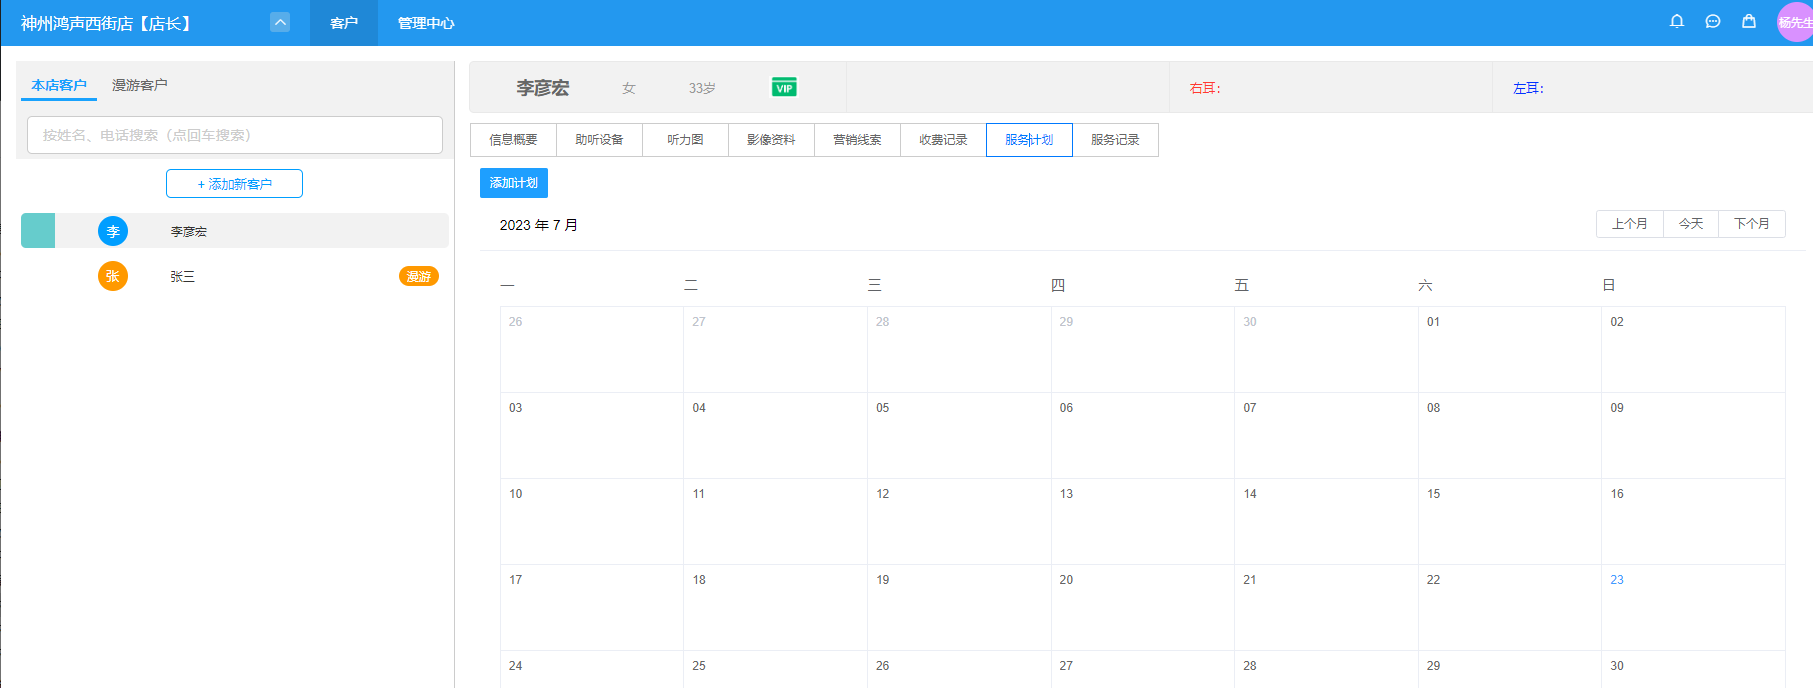 神州鸿声西街店【店长】 客户 管理中心 杨先生
本店客户 漫游客户
按姓名、电话搜索（点回车搜索）
+ 添加新客户
李 李彦宏
张 张三 漫游
李彦宏 女 33岁 VIP 右耳： 左耳：
信息概要 助听设备 听力图 影像资料 营销线索 收费记录 服务计划 服务记录
添加计划
2023 年 7 月 上个月 今天 下个月
一 二 三 四 五 六 日
26 27 28 29 30 01 02
03 04 05 06 07 08 09
10 11 12 13 14 15 16
17 18 19 20 21 22 23
24 25 26 27 28 29 30